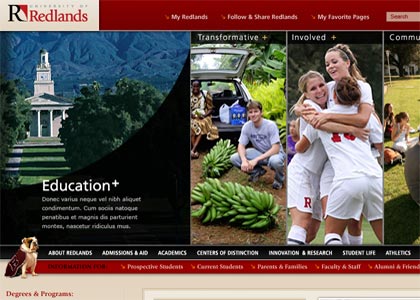 UNIVERSITY OF
R Redlands
My Redlands
Follow & Share Redlands
My Favorite Pages
Search
Transformative +
Involved +
Commu
R
Education+
Donec varius neque vel nibh aliquet
condimentum. Cum sociis natoque
penatibus et magnis dis parturient
montes, nascetur ridiculus mus.
ABOUT REDLANDS ADMISSIONS & AID ACADEMICS CENTERS OF DISTINCTION INNOVATION & RESEARCH STUDENT LIFE ATHLETICS
INFORMATION FOR: Prospective Students Current Students Parents & Families Faculty & Staff Alumni & Friend
Degrees & Programs: